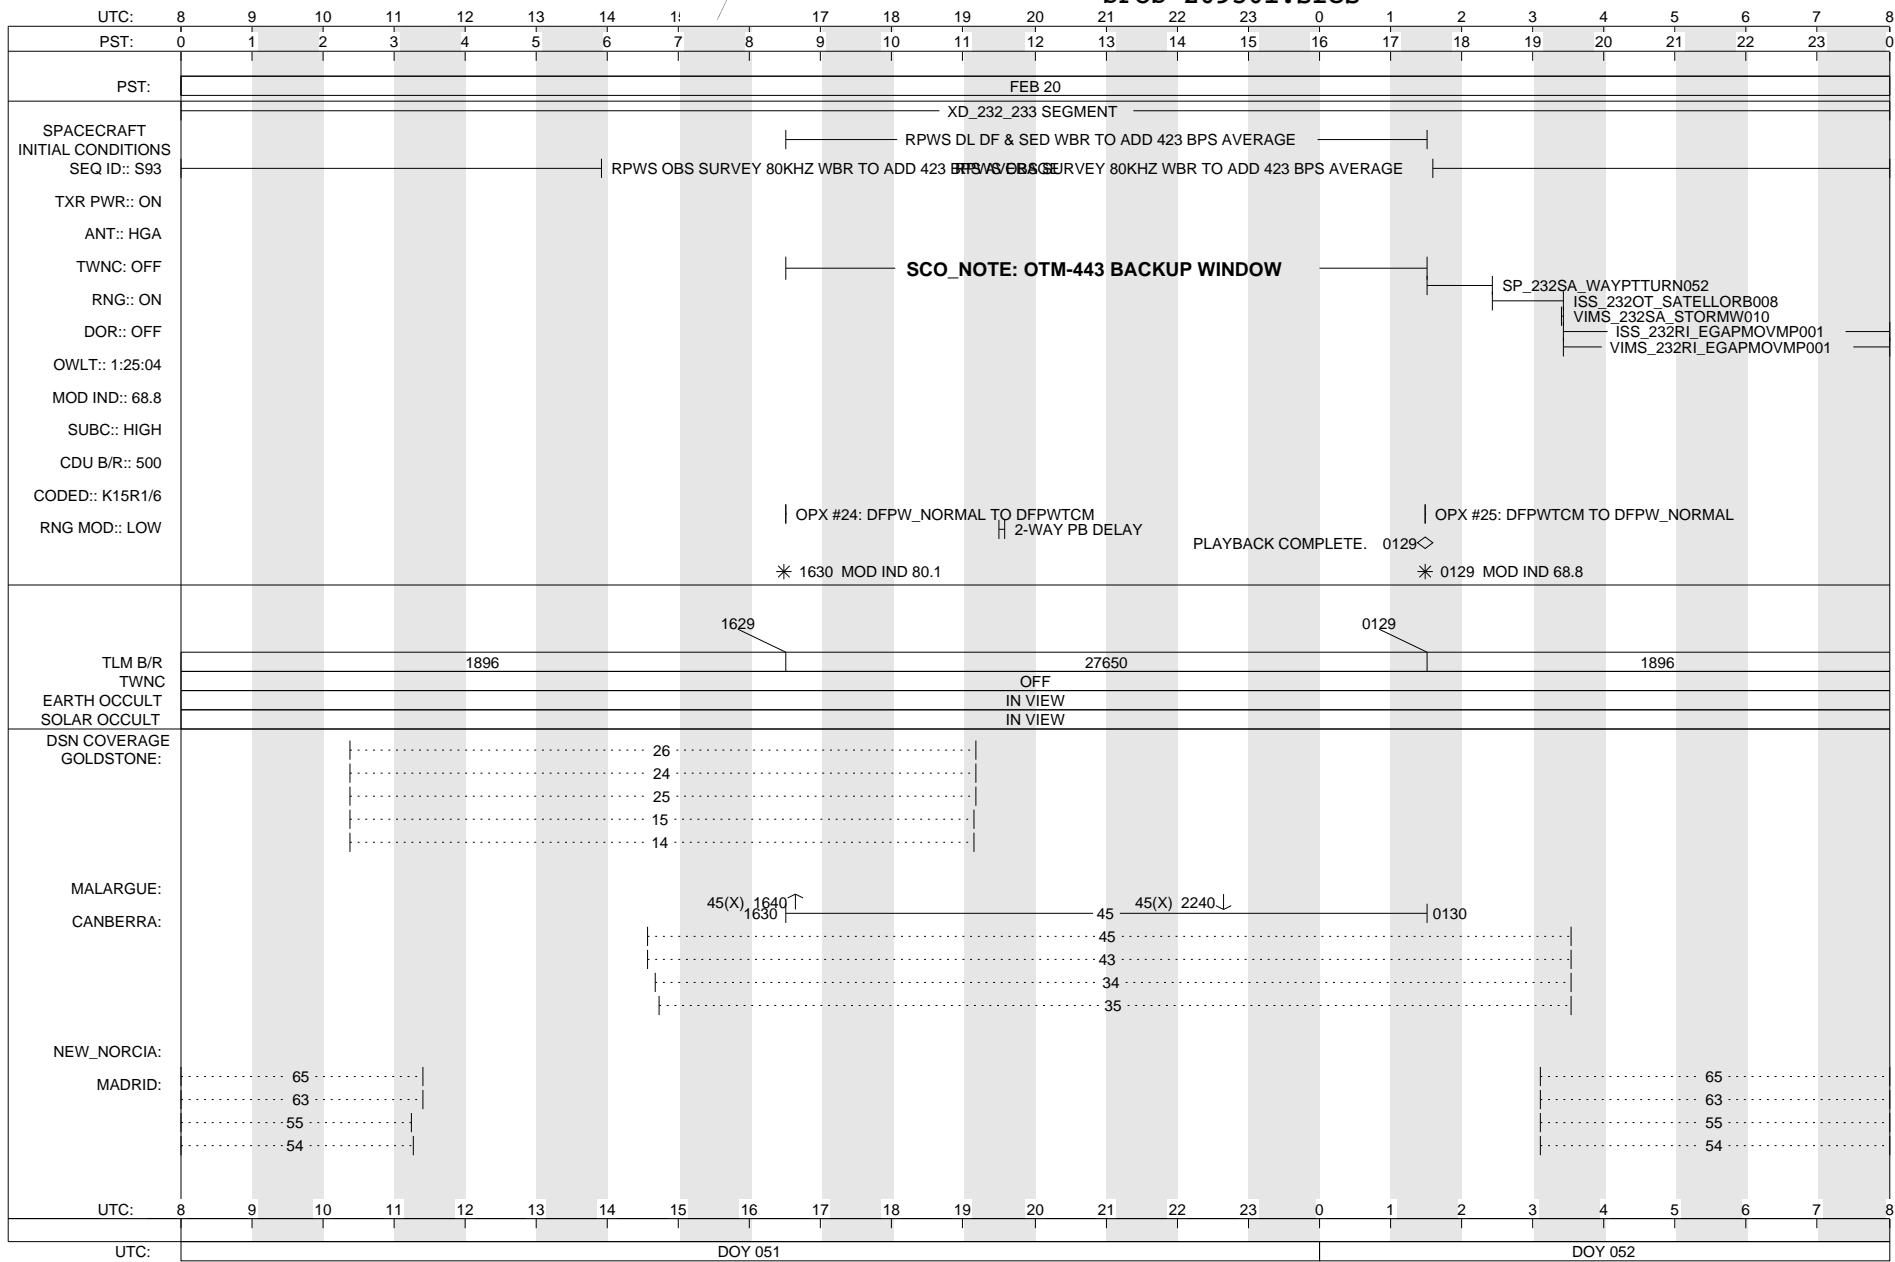 UTC: 8 9 10 11 12 13 14 17 18 19 20 21 22 23 0 1 2 3 4 5 6 7 8
PST: 0 1 2 3 4 5 6 7 8 9 10 11 12 13 14 15 16 17 18 19 20 21 22 23 0
PST: FEB 20
XD_232_233 SEGMENT
SPACECRAFT
INITIAL CONDITIONS
RPWS DL DF & SED WBR TO ADD 423 BPS AVERAGE
SEQ ID:: S93
RPWS OBS SURVEY 80KHZ WBR TO ADD 423 BPS AVERAGE
RPWS OBS SURVEY 80KHZ WBR TO ADD 423 BPS AVERAGE
TXR PWR:: ON
ANT:: HGA
TWNC: OFF
SCO_NOTE: OTM-443 BACKUP WINDOW
SP_232SA_WAYPTTURN052
RNG:: ON
ISS_232OT_SATELLORB008
VIMS_232SA_STORMW010
DOR:: OFF
ISS_232RI_EGAPMOVMP001
VIMS_232RI_EGAPMOVMP001
OWLT:: 1:25:04
MOD IND:: 68.8
SUBC:: HIGH
CDU B/R:: 500
CODED:: K15R1/6
OPX #24: DFPW_NORMAL TO DFPWTCM
OPX #25: DFPWTCM TO DFPW_NORMAL
RNG MOD:: LOW
2-WAY PB DELAY
PLAYBACK COMPLETE. 0129
1630 MOD IND 80.1
0129 MOD IND 68.8
1629 0129
TLM B/R 1896 27650 1896
TWNC OFF
EARTH OCCULT IN VIEW
SOLAR OCCULT IN VIEW
DSN COVERAGE
GOLDSTONE:
26
24
25
15
14
MALARGUE:
45(X) 1640 45(X) 2240
1630 45 0130
CANBERRA:
45
43
34
35
NEW_NORCIA:
MADRID:
65 65
63 63
55 55
54 54
UTC: 8 9 10 11 12 13 14 15 16 17 18 19 20 21 22 23 0 1 2 3 4 5 6 7 8
UTC: DOY 051 DOY 052